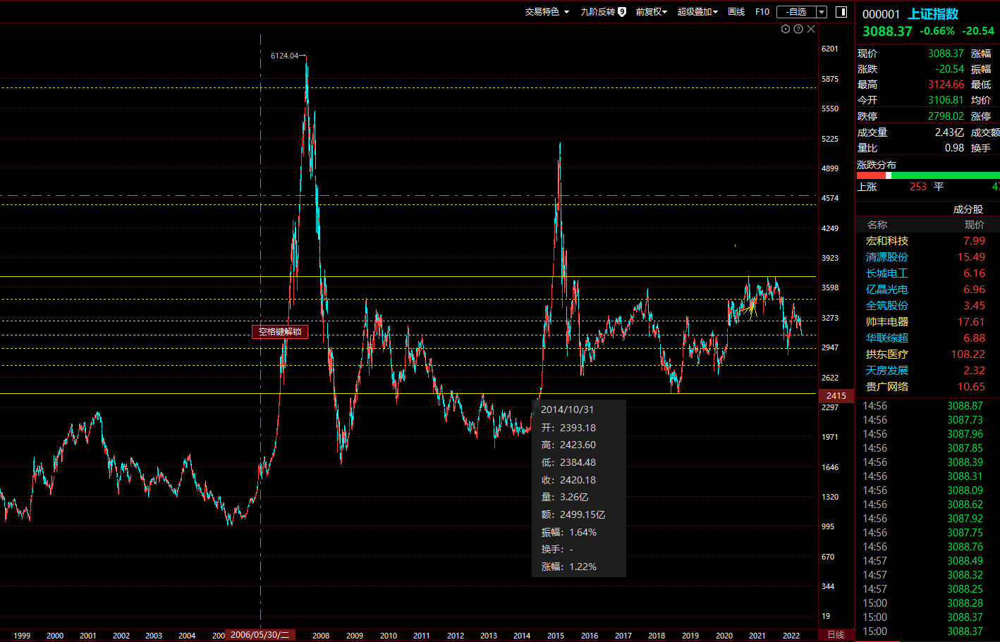 交易特色 九阶反转 9 前复权 超级叠加 画线 F10 -自选
000001 上证指数
3088.37 -0.66% -20.54
现价 3088.37 涨幅
涨跌 -20.54 振幅
最高 3124.66 最低
今开 3106.81 均价
跌停 2798.02 涨停
成交量 2.43亿 成交额
量比 0.98 换手
涨跌分布
上涨 253 平 47
成分股
名称 现价
宏和科技 7.99
清源股份 15.49
长城电工 6.16
亿晶光电 6.96
全筑股份 3.45
帅丰电器 17.61
华联综超 6.88
拱东医疗 108.22
天房发展 2.32
贵广网络 10.65
14:56 3088.87
14:56 3087.73
14:56 3087.96
14:56 3087.85
14:56 3088.39
14:56 3088.31
14:56 3088.09
14:56 3088.62
14:56 3087.92
14:56 3087.75
14:56 3088.76
14:57 3088.49
14:57 3088.32
14:57 3088.25
15:00 3088.28
15:00 3088.37
15:00 3088.37
6124.04→
空格键解锁
6201
5875
5550
5225
4899
4574
4249
3923
3598
3273
2947
2622
2415
2297
1971
1646
1320
995
670
344
19
2014/10/31
开: 2393.18
高: 2423.60
低: 2384.48
收: 2420.18
量: 3.26亿
额: 2499.15亿
振幅: 1.64%
换手: -
涨幅: 1.22%
1999 2000 2001 2002 2003 2004 200 2006/05/30/二 2008 2009 2010 2011 2012 2013 2014 2015 2016 2017 2018 2019 2020 2021 2022 日线